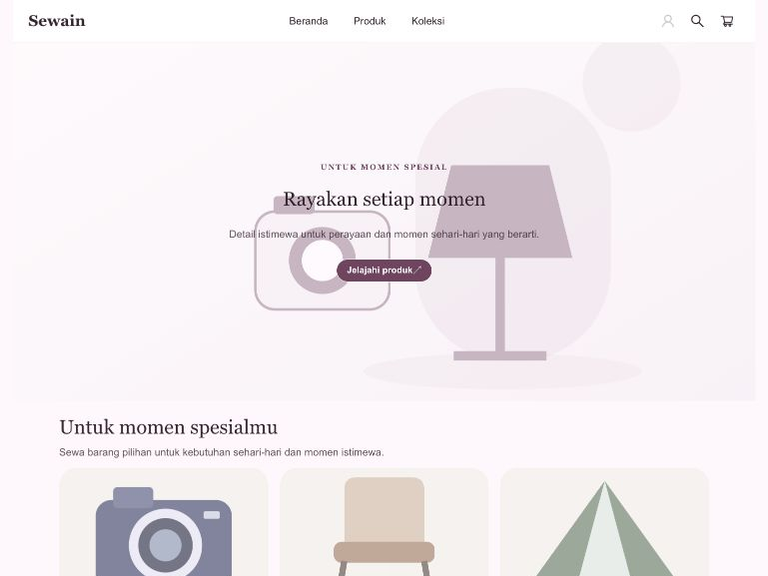 Sewain
Beranda Produk Koleksi
UNTUK MOMEN SPESIAL
Rayakan setiap momen
Detail istimewa untuk perayaan dan momen sehari-hari yang berarti.
Jelajahi produk↗
Untuk momen spesialmu
Sewa barang pilihan untuk kebutuhan sehari-hari dan momen istimewa.